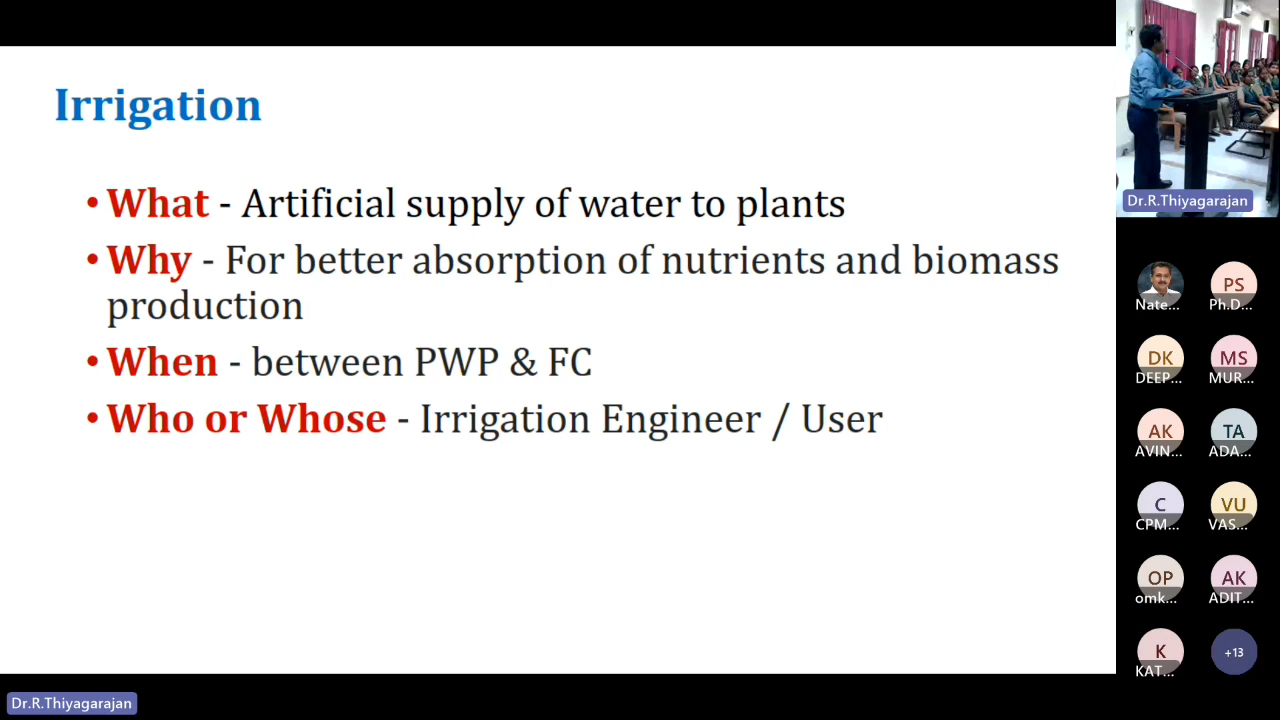 Irrigation
• What - Artificial supply of water to plants
• Why - For better absorption of nutrients and biomass
production
• When - between PWP & FC
• Who or Whose - Irrigation Engineer / User
Dr.R.Thiyagarajan
Nate...
PS
Ph.D...
DK
DEEP...
MS
MUR...
AK
AVIN...
TA
ADA...
C
CPM...
VU
VAS...
OP
omk...
AK
ADIT...
K
KAT...
+13
Dr.R.Thiyagarajan